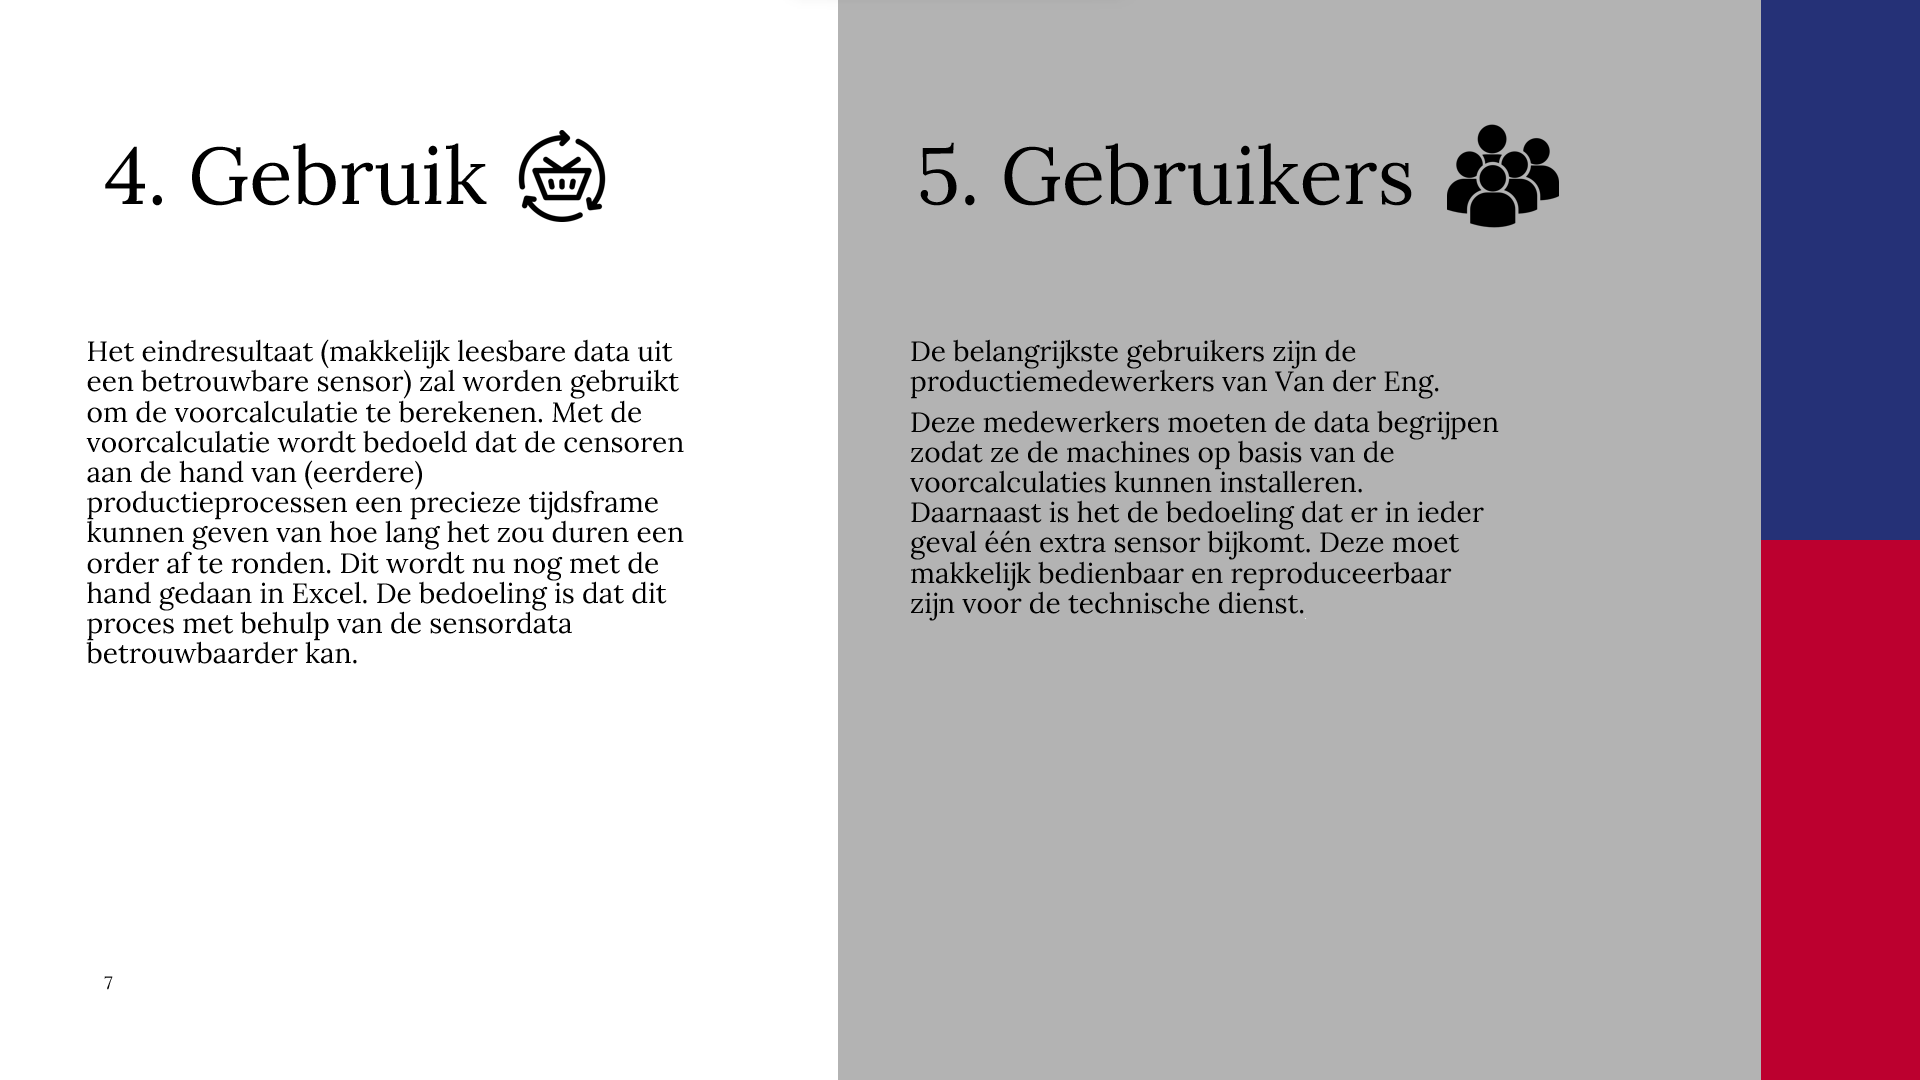 4. Gebruik
Het eindresultaat (makkelijk leesbare data uit
een betrouwbare sensor) zal worden gebruikt
om de voorcalculatie te berekenen. Met de
voorcalculatie wordt bedoeld dat de censoren
aan de hand van (eerdere)
productieprocessen een precieze tijdsframe
kunnen geven van hoe lang het zou duren een
order af te ronden. Dit wordt nu nog met de
hand gedaan in Excel. De bedoeling is dat dit
proces met behulp van de sensordata
betrouwbaarder kan.
7
5. Gebruikers
De belangrijkste gebruikers zijn de
productiemedewerkers van Van der Eng.
Deze medewerkers moeten de data begrijpen
zodat ze de machines op basis van de
voorcalculaties kunnen installeren.
Daarnaast is het de bedoeling dat er in ieder
geval één extra sensor bijkomt. Deze moet
makkelijk bedienbaar en reproduceerbaar
zijn voor de technische dienst.